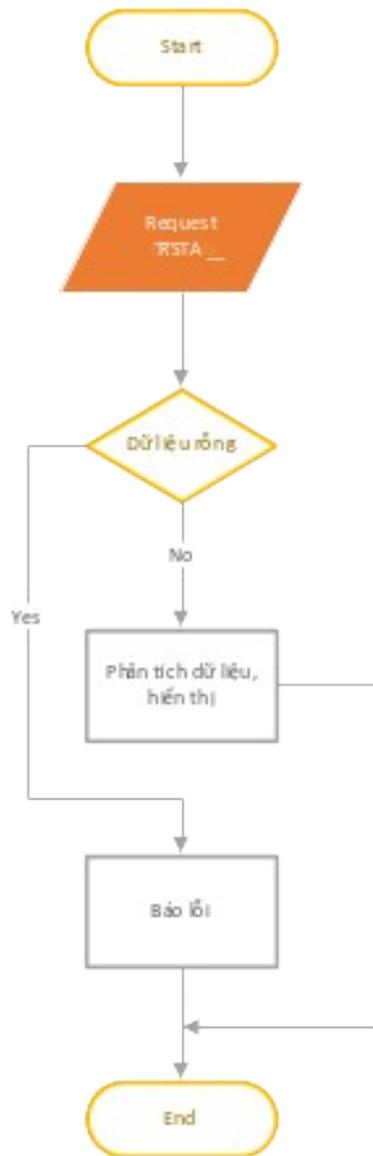 Start
Request
RSTA__
Dữ liệu rỗng
No
Yes
Phân tích dữ liệu,
hiển thị
Báo lỗi
End